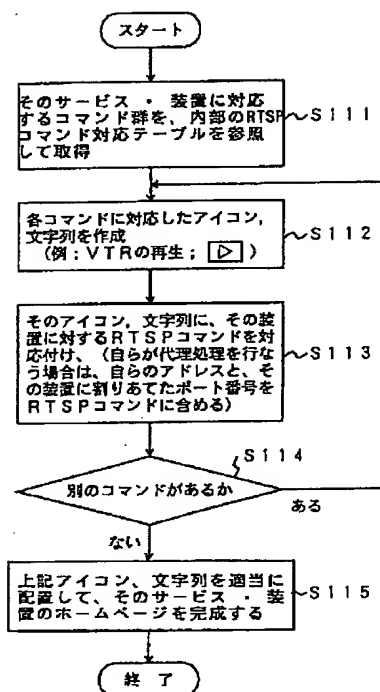 スタート
そのサービス・装置に対応
するコマンド群を、内部のRTSP
コマンド対応テーブルを参照
して取得
S111
各コマンドに対応したアイコン,
文字列を作成
(例:VTRの再生;▷)
S112
そのアイコン,文字列に、その装
置に対するRTSPコマンドを対
応付け、(自らが代理処理を行な
う場合は、自らのアドレスと、そ
の装置に割りあてたポート番号を
RTSPコマンドに含める)
S113
S114
別のコマンドがあるか
ある
ない
上記アイコン、文字列を適当に
配置して、そのサービス・装
置のホームページを完成する
S115
終了